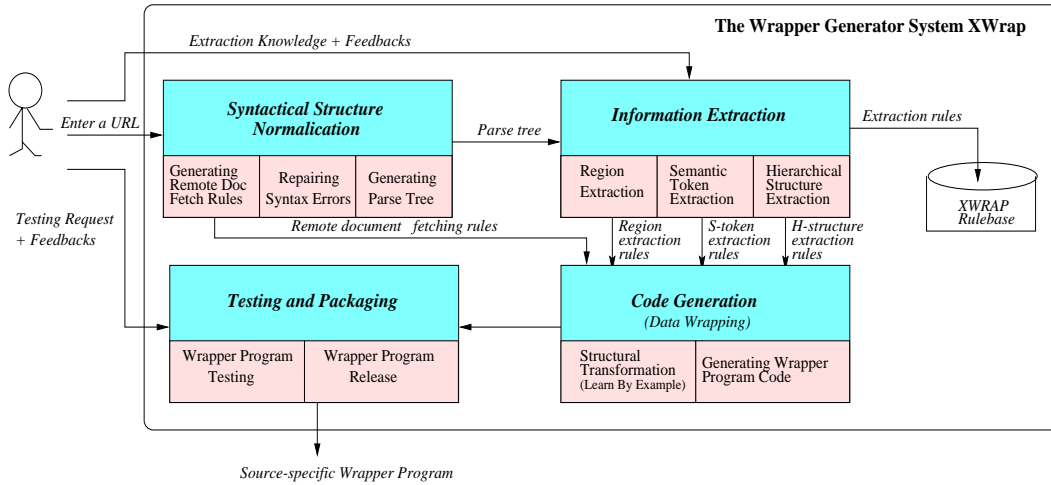 The Wrapper Generator System XWrap
Extraction Knowledge + Feedbacks
Enter a URL
Syntactical Structure
Normalication
Generating
Remote Doc
Fetch Rules
Repairing
Syntax Errors
Generating
Parse Tree
Parse tree
Information Extraction
Region
Extraction
Semantic
Token
Extraction
Hierarchical
Structure
Extraction
Extraction rules
XWRAP
Rulebase
Testing Request
+ Feedbacks
Remote document fetching rules
Region
extraction
rules
S-token
extraction
rules
H-structure
extraction
rules
Testing and Packaging
Wrapper Program
Testing
Wrapper Program
Release
Code Generation
(Data Wrapping)
Structural
Transformation
(Learn By Example)
Generating Wrapper
Program Code
Source-specific Wrapper Program